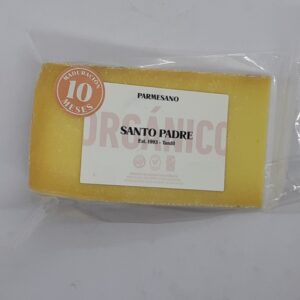 MADURACIÓN
10
MESES
PARMESANO
ORGÁNICO
SANTO PADRE
Est. 1993 - Tandil